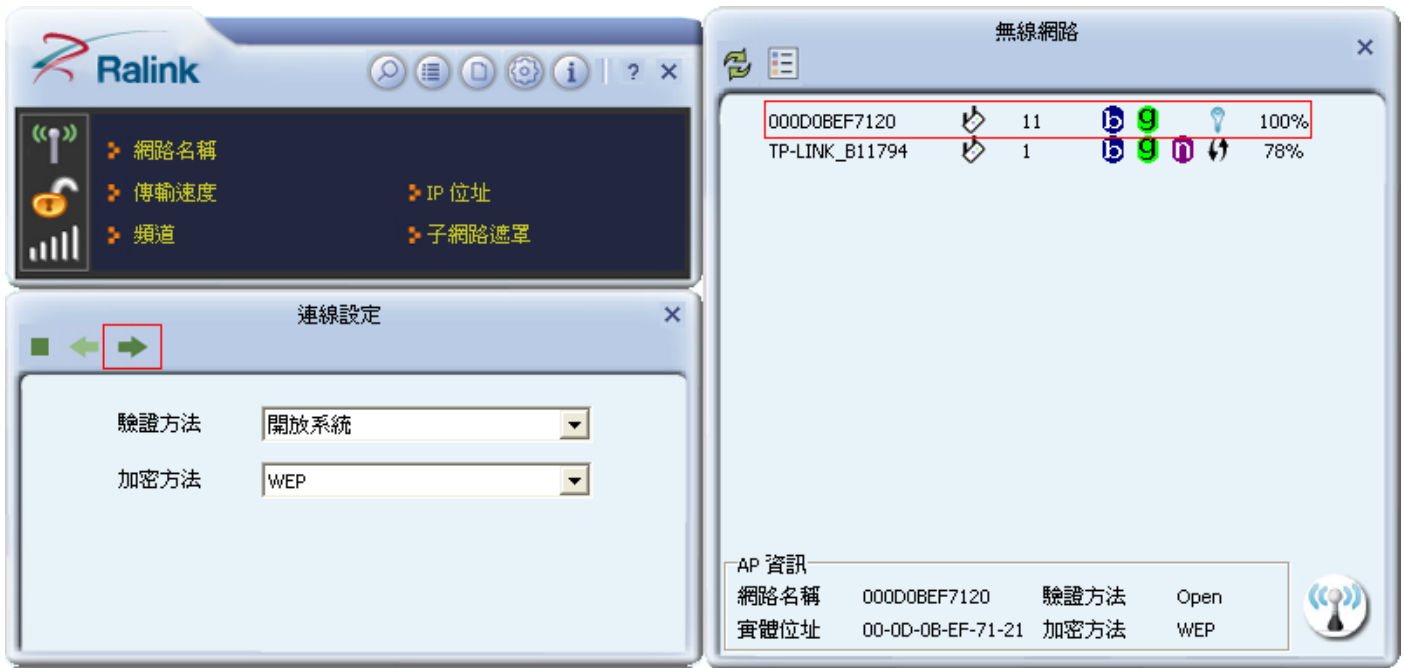 Ralink
? ×
網路名稱
傳輸速度
IP 位址
頻道
子網路遮罩
連線設定
驗證方法 開放系統
加密方法 WEP
無線網路
000D0BEF7120 11 b g 100%
TP-LINK_B11794 1 b g n 78%
AP 資訊
網路名稱 000D0BEF7120 驗證方法 Open
實體位址 00-0D-0B-EF-71-21 加密方法 WEP